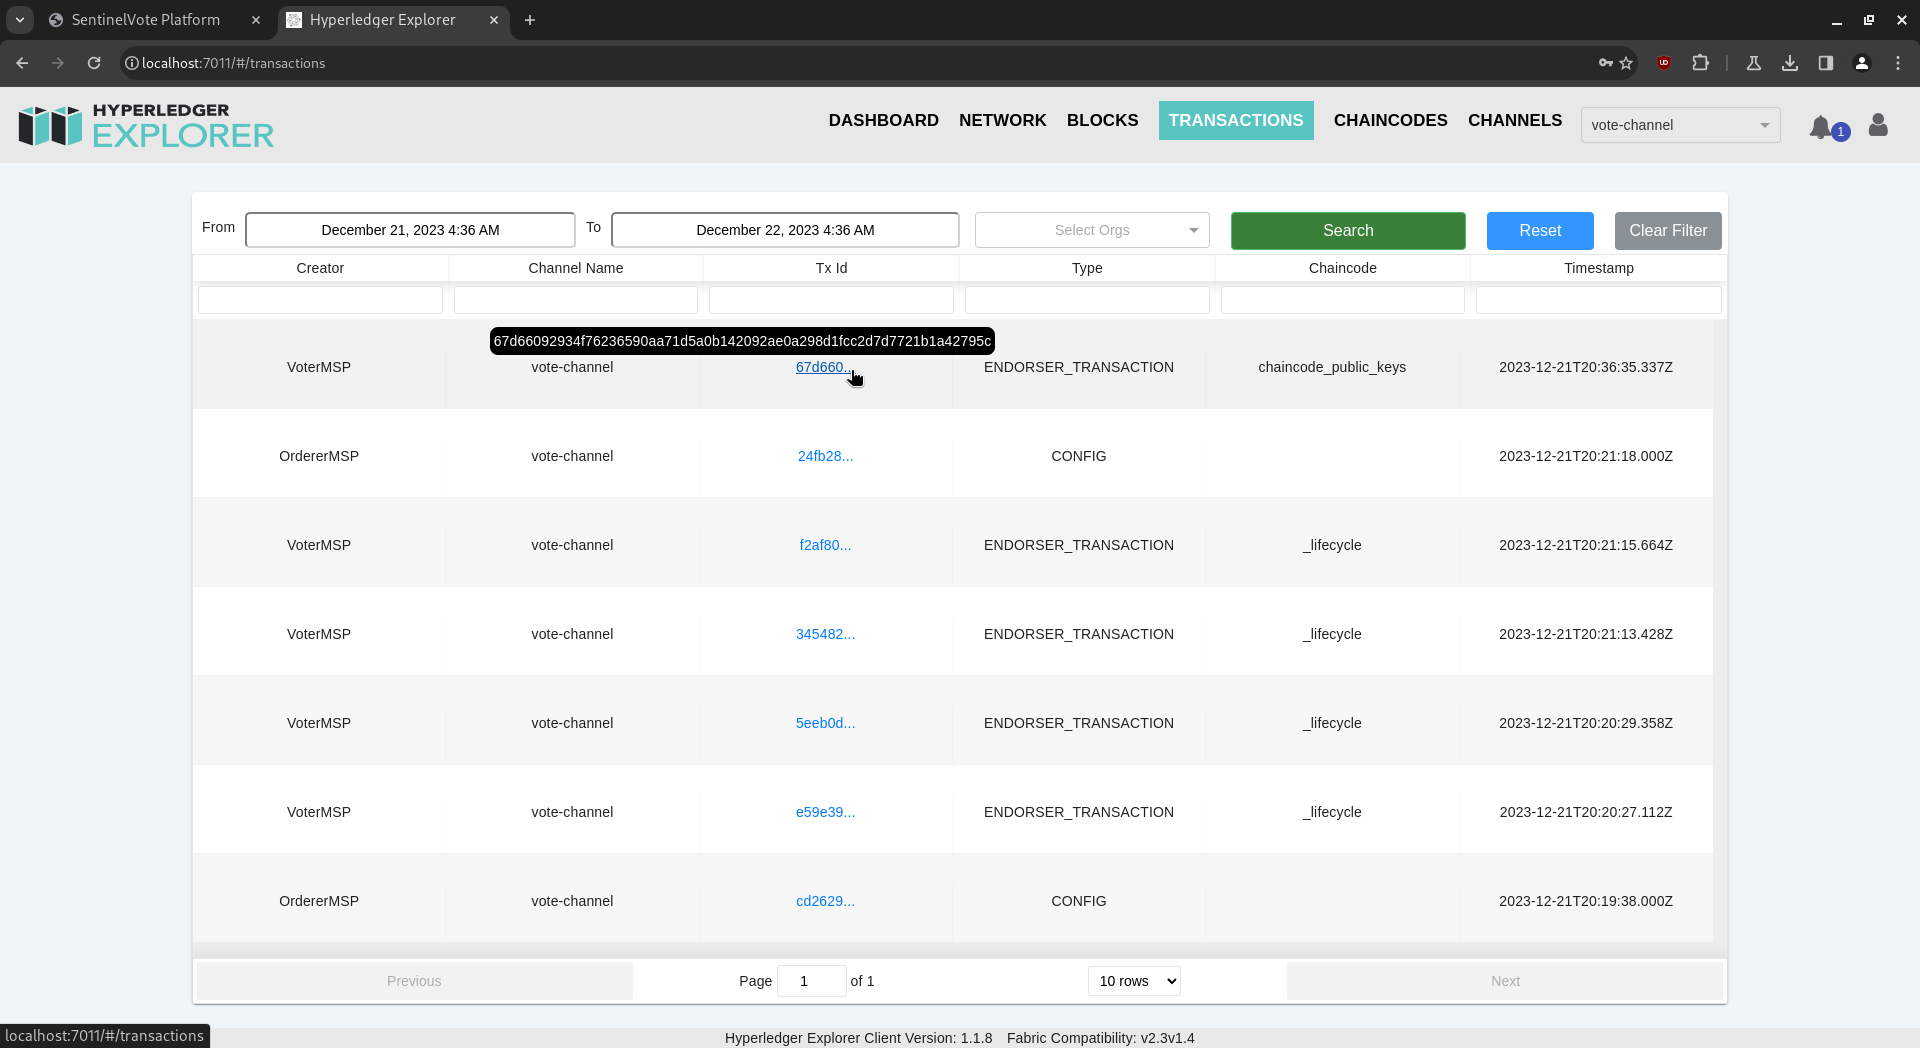 SentinelVote Platform
Hyperledger Explorer
localhost:7011/#/transactions
HYPERLEDGER
EXPLORER
DASHBOARD NETWORK BLOCKS TRANSACTIONS CHAINCODES CHANNELS vote-channel 1
From December 21, 2023 4:36 AM To December 22, 2023 4:36 AM Select Orgs Search Reset Clear Filter
Creator Channel Name Tx Id Type Chaincode Timestamp
67d66092934f76236590aa71d5a0b142092ae0a298d1fcc2d7d7721b1a42795c
VoterMSP vote-channel 67d660... ENDORSER_TRANSACTION chaincode_public_keys 2023-12-21T20:36:35.337Z
OrdererMSP vote-channel 24fb28... CONFIG 2023-12-21T20:21:18.000Z
VoterMSP vote-channel f2af80... ENDORSER_TRANSACTION _lifecycle 2023-12-21T20:21:15.664Z
VoterMSP vote-channel 345482... ENDORSER_TRANSACTION _lifecycle 2023-12-21T20:21:13.428Z
VoterMSP vote-channel 5eeb0d... ENDORSER_TRANSACTION _lifecycle 2023-12-21T20:20:29.358Z
VoterMSP vote-channel e59e39... ENDORSER_TRANSACTION _lifecycle 2023-12-21T20:20:27.112Z
OrdererMSP vote-channel cd2629... CONFIG 2023-12-21T20:19:38.000Z
Previous Page 1 of 1 10 rows Next
localhost:7011/#/transactions
Hyperledger Explorer Client Version: 1.1.8 Fabric Compatibility: v2.3v1.4